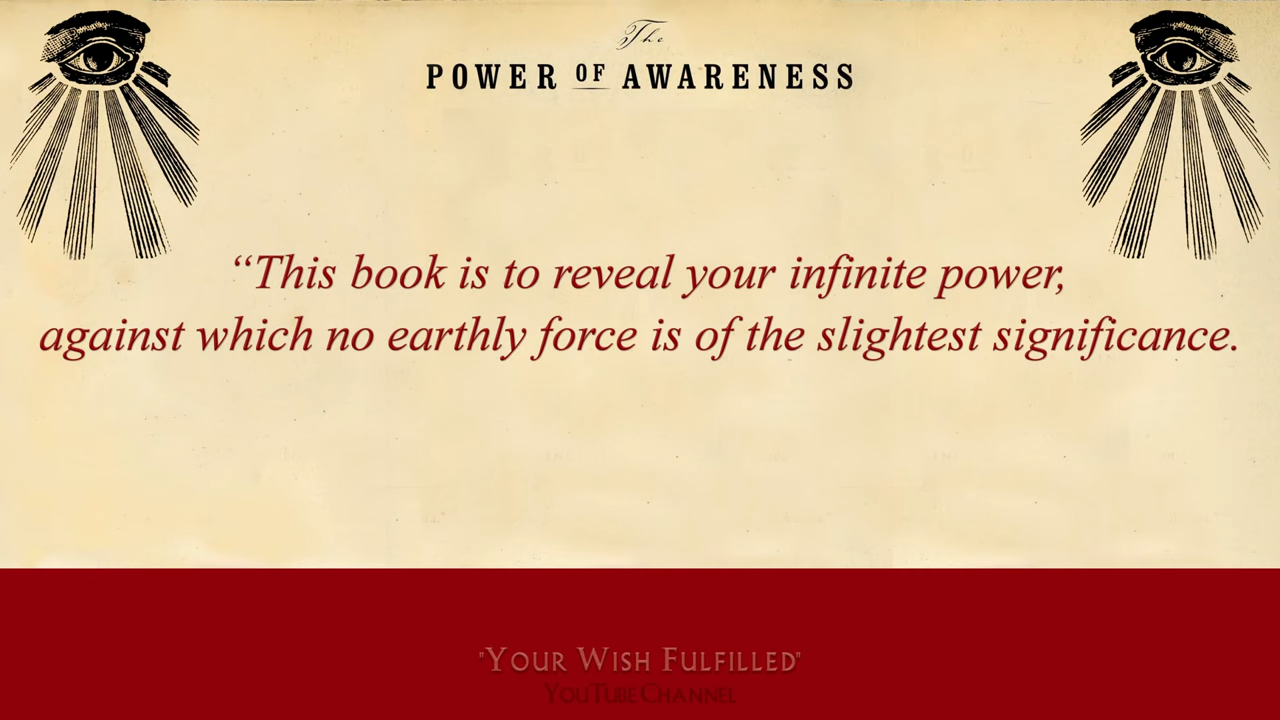 The
POWER OF AWARENESS
“This book is to reveal your infinite power,
against which no earthly force is of the slightest significance.
"YOUR WISH FULFILLED"
YOUTUBE CHANNEL